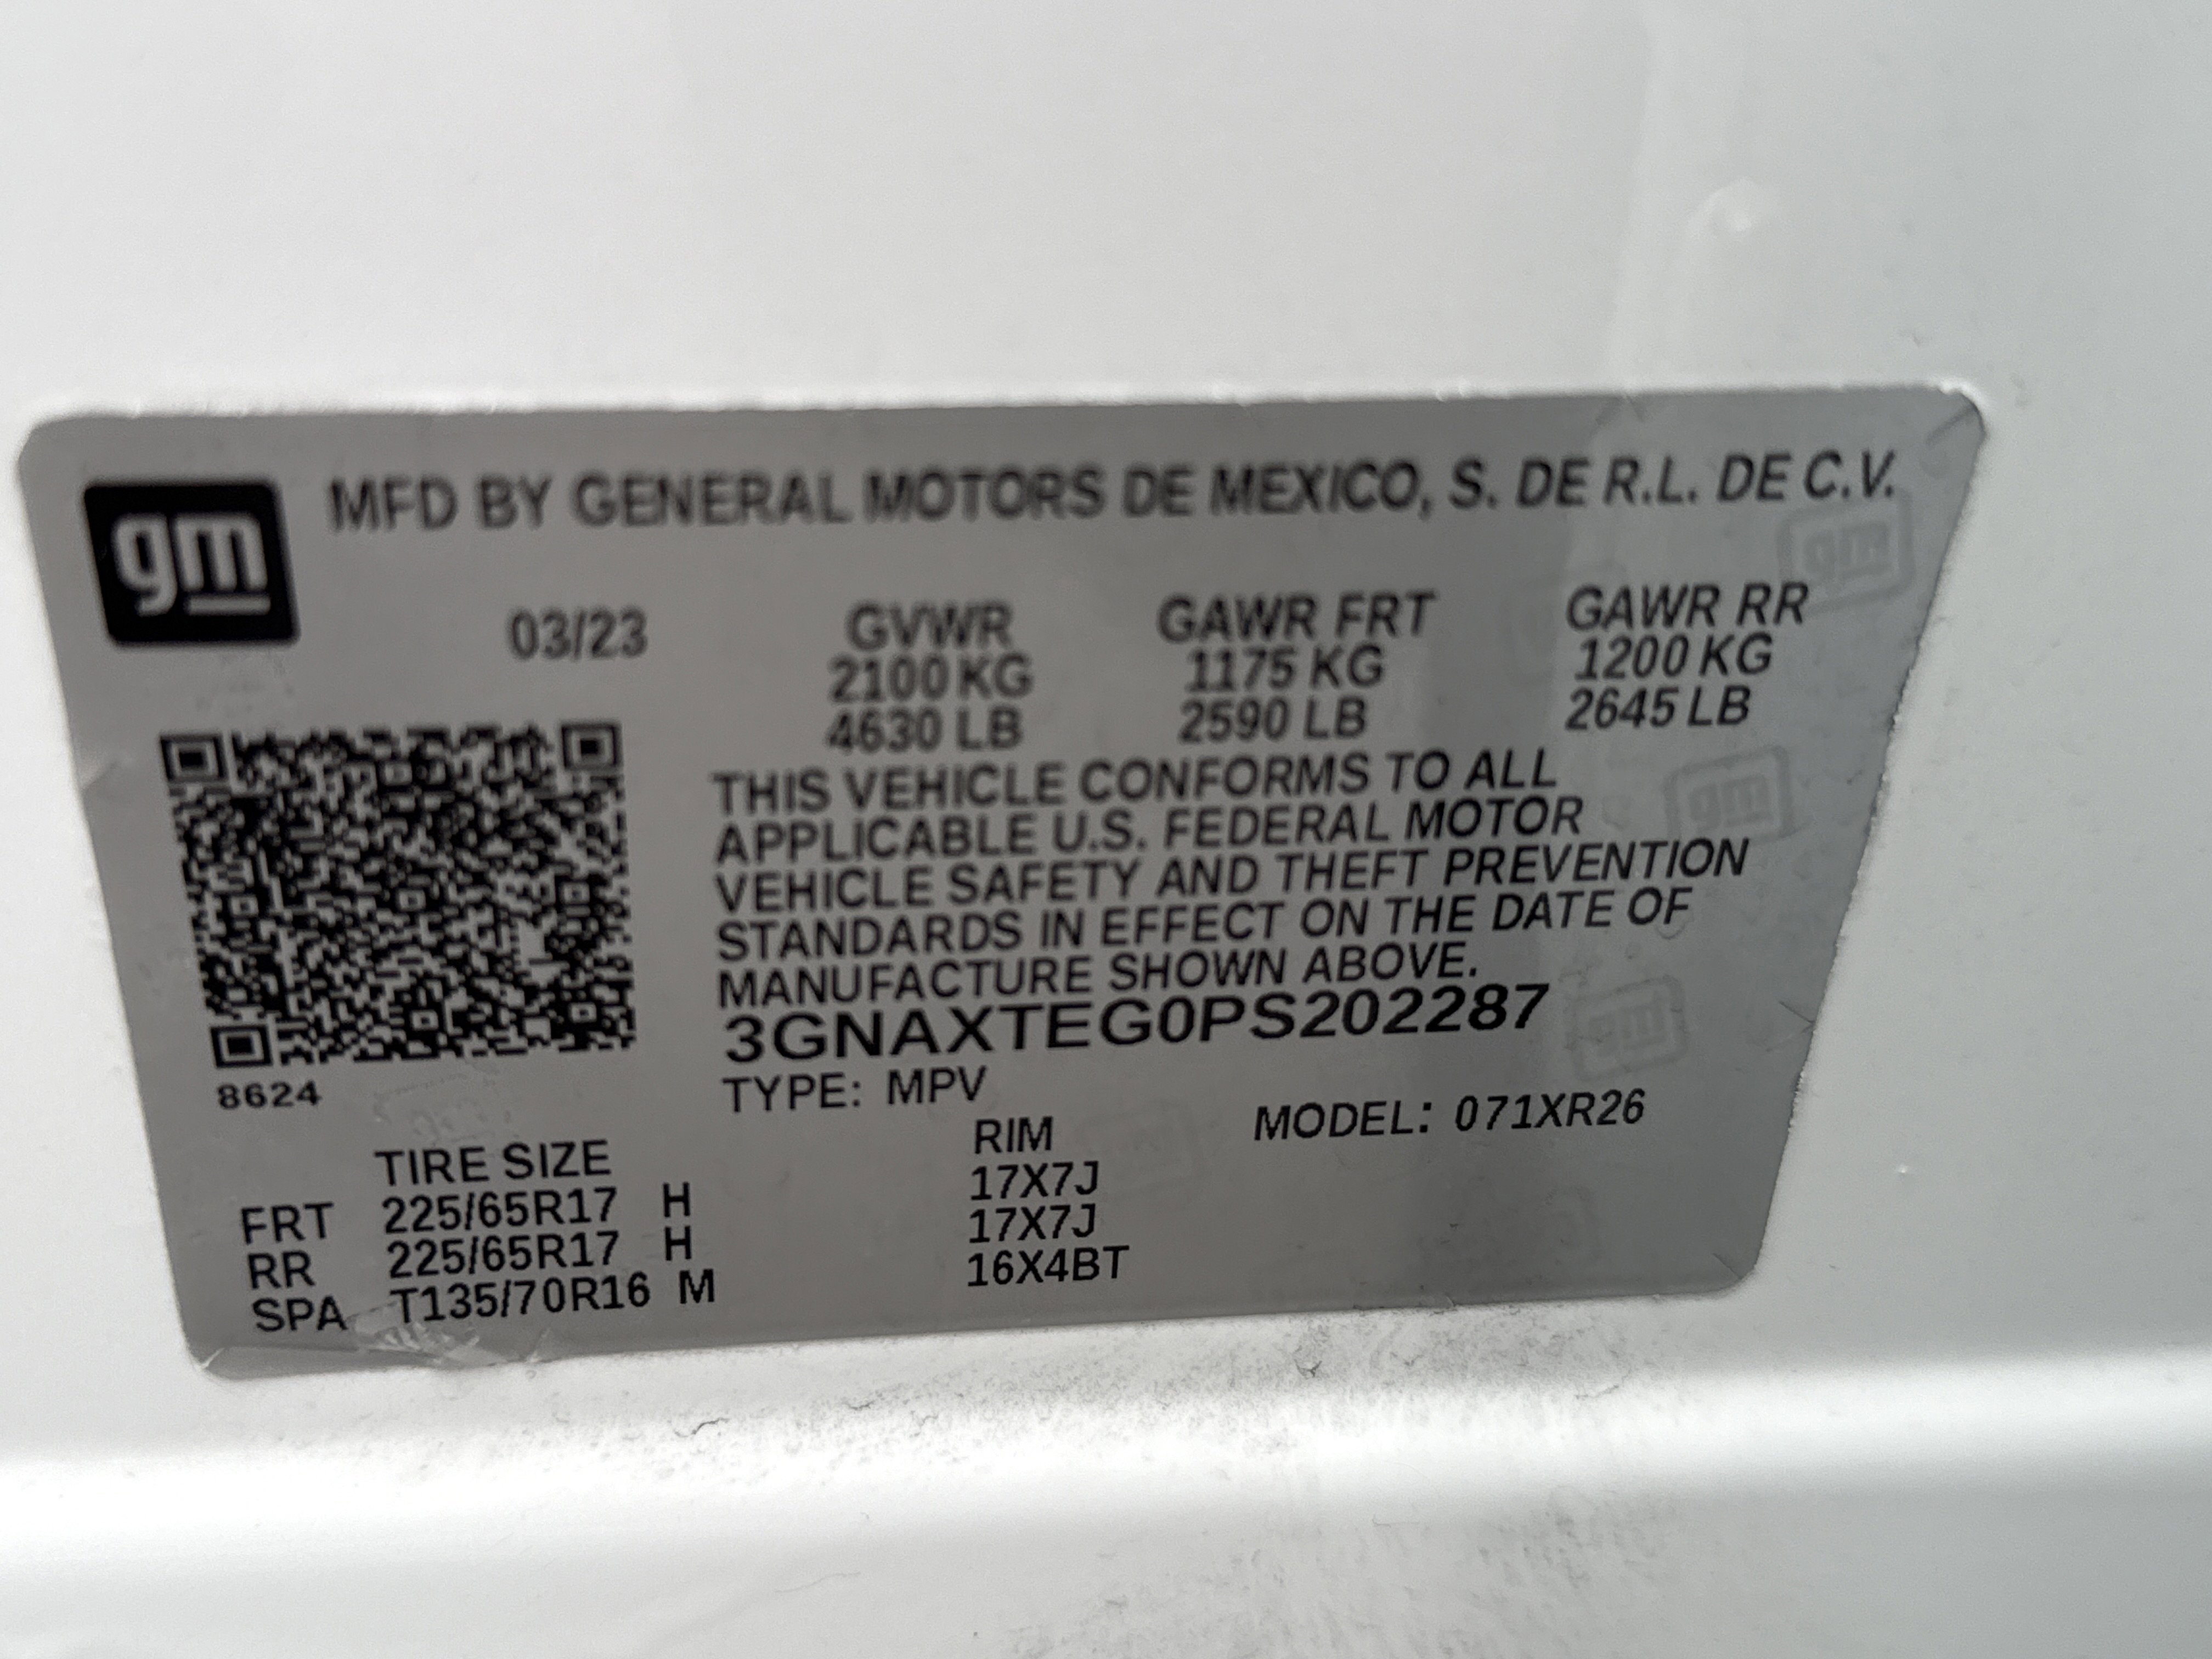 gm
MFD BY GENERAL MOTORS DE MEXICO, S. DE R.L. DE C.V.
03/23 GVWR GAWR FRT GAWR RR
2100 KG 1175 KG 1200 KG
4630 LB 2590 LB 2645 LB
THIS VEHICLE CONFORMS TO ALL
APPLICABLE U.S. FEDERAL MOTOR
VEHICLE SAFETY AND THEFT PREVENTION
STANDARDS IN EFFECT ON THE DATE OF
MANUFACTURE SHOWN ABOVE.
3GNAXTEG0PS202287
8624
TYPE: MPV MODEL: 071XR26
TIRE SIZE RIM
FRT 225/65R17 H 17X7J
RR 225/65R17 H 17X7J
SPA T135/70R16 M 16X4BT